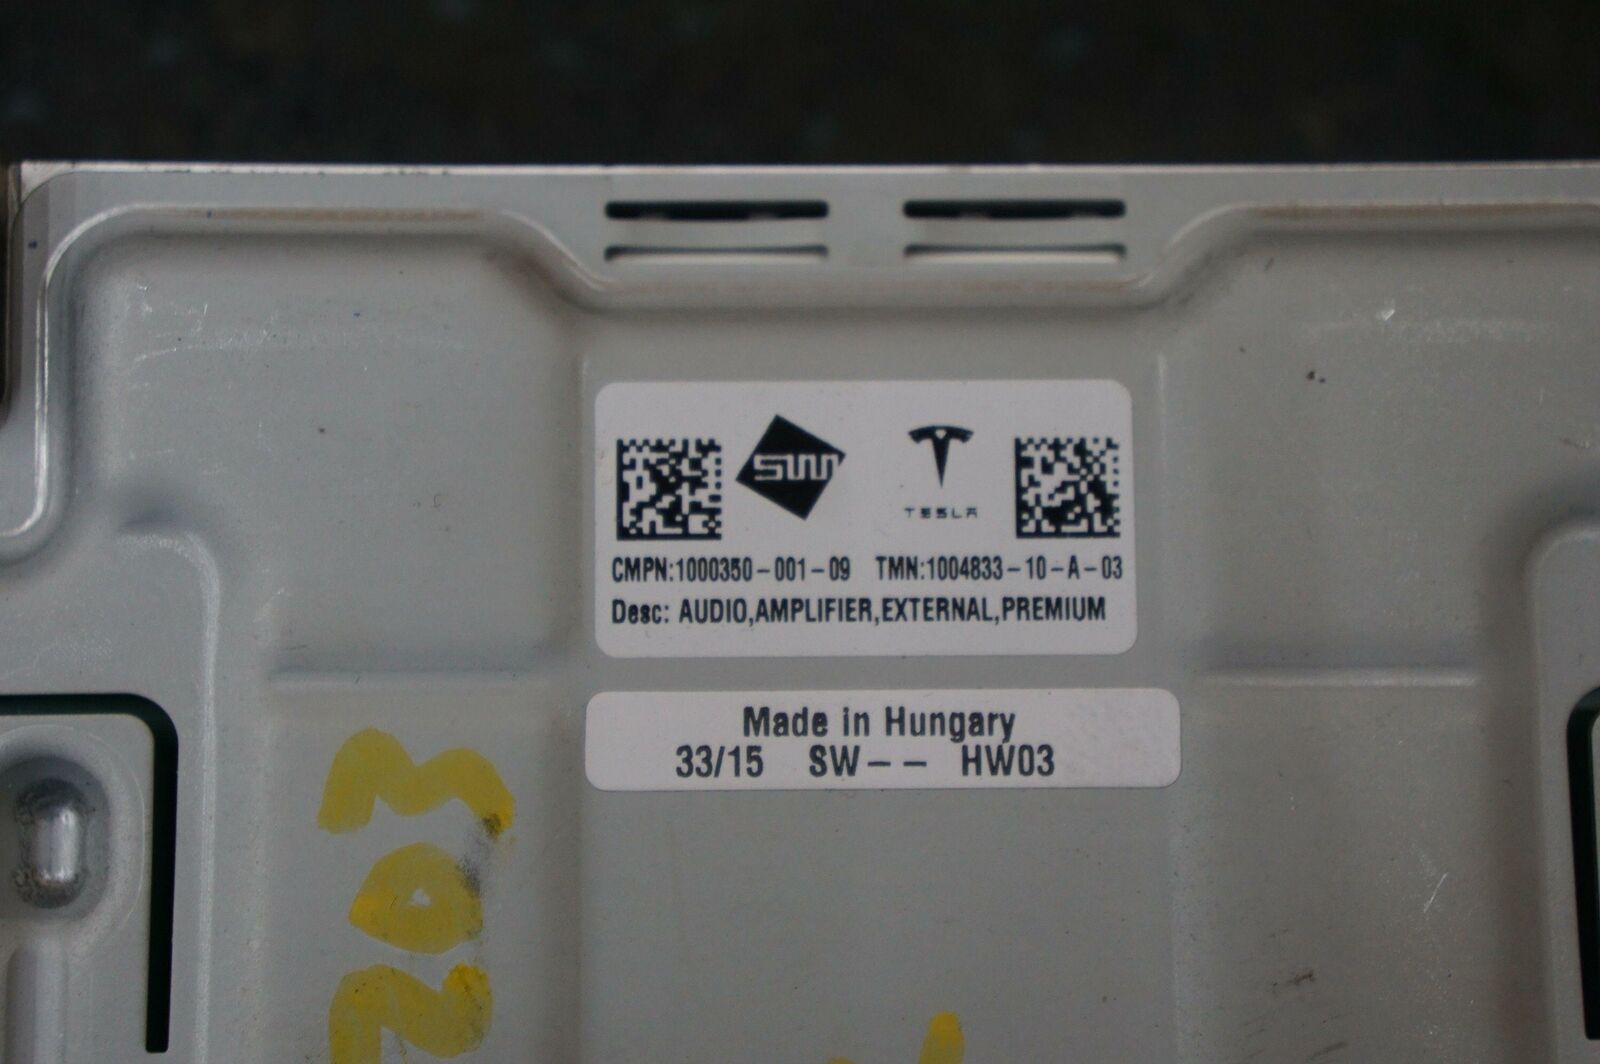 SW
TESLA
CMPN:1000350-001-09 TMN:1004833-10-A-03
Desc: AUDIO,AMPLIFIER,EXTERNAL,PREMIUM
Made in Hungary
33/15 SW-- HW03